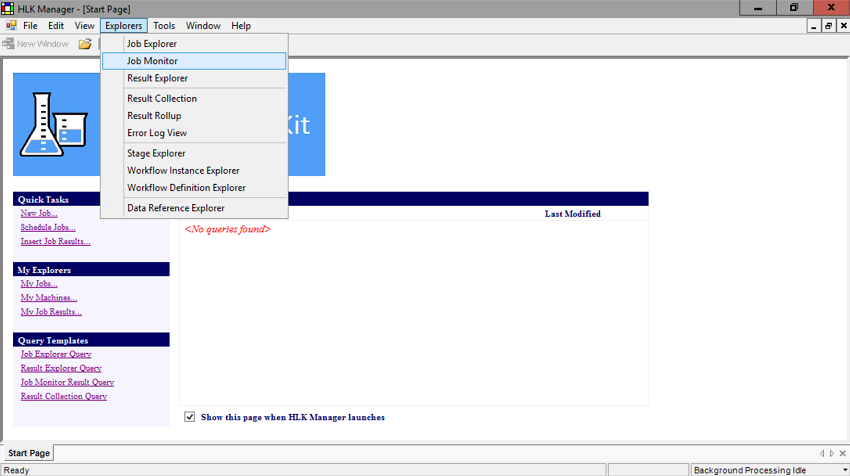 HLK Manager - [Start Page]
File Edit View Explorers Tools Window Help
New Window
Job Explorer
Job Monitor
Result Explorer
Result Collection
Result Rollup
Error Log View
Stage Explorer
Workflow Instance Explorer
Workflow Definition Explorer
Data Reference Explorer
Kit
Quick Tasks
New Job...
Schedule Jobs...
Insert Job Results...
My Explorers
My Jobs...
My Machines...
My Job Results...
Query Templates
Job Explorer Query
Result Explorer Query
Job Monitor Result Query
Result Collection Query
Last Modified
<No queries found>
Show this page when HLK Manager launches
Start Page
Ready
Background Processing Idle